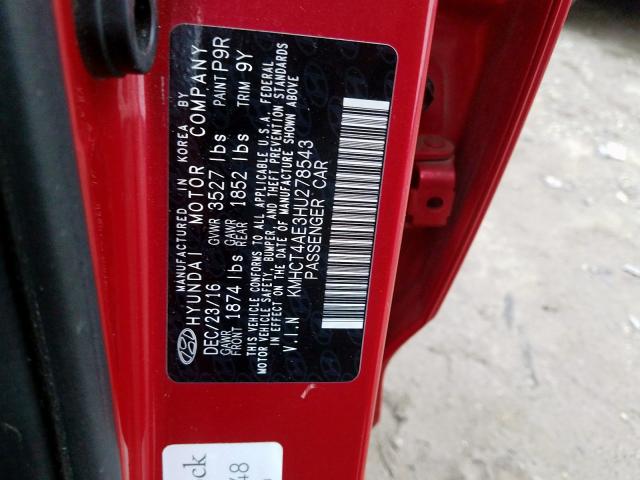 MANUFACTURED IN KOREA BY
HYUNDAI MOTOR COMPANY
DEC/23/16 GVWR 3527 lbs PAINT P9R
GAWR FRONT 1874 lbs GAWR REAR 1852 lbs TRIM 9Y
THIS VEHICLE CONFORMS TO ALL APPLICABLE U.S.A. FEDERAL
MOTOR VEHICLE SAFETY, BUMPER, AND THEFT PREVENTION STANDARDS
IN EFFECT ON THE DATE OF MANUFACTURE SHOWN ABOVE
V.I.N KMHCT4AE3HU278543
PASSENGER CAR
ck
48